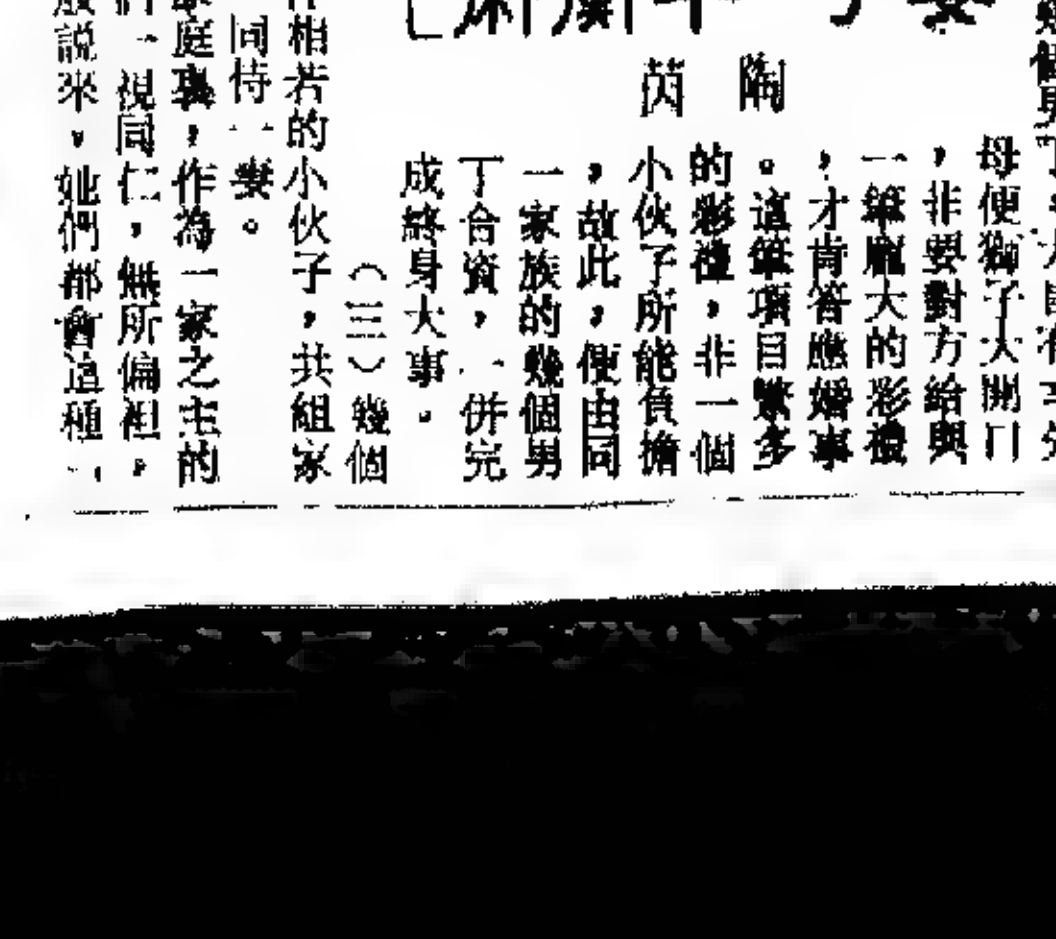 陶 茵
母便獅子大開口
，非要對方給與
一筆龐大的彩禮
，才肯答應婚事
。這筆項目繁多
的彩禮，非一個
小伙子所能負擔
，故此，便由同
一家族的幾個男
丁合資，一併完
成終身大事。
（三）幾個
相若的小伙子，共組家
同侍一妻。
庭裏，作為一家之主的
一視同仁，無所偏袒，
說來，她們都會這種